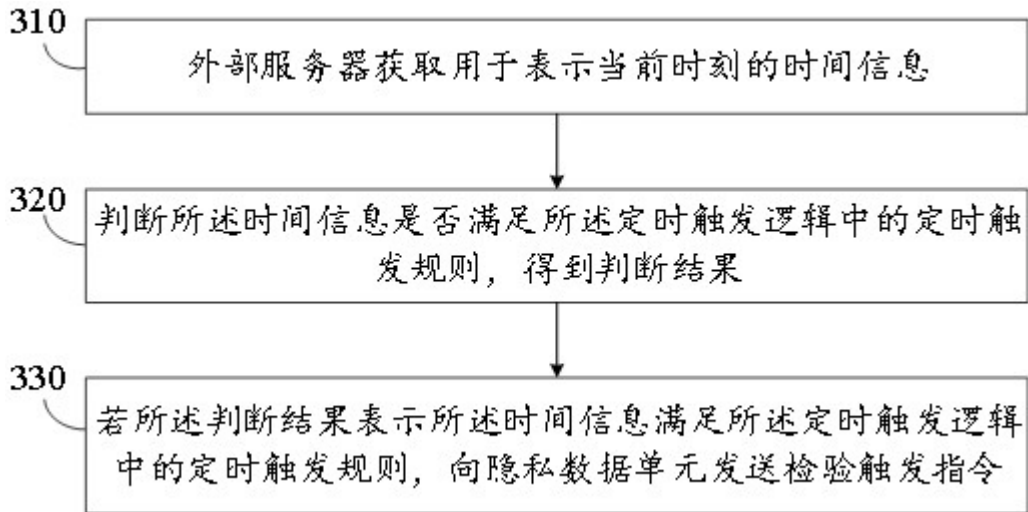 310
外部服务器获取用于表示当前时刻的时间信息
320
判断所述时间信息是否满足所述定时触发逻辑中的定时触
发规则，得到判断结果
330
若所述判断结果表示所述时间信息满足所述定时触发逻辑
中的定时触发规则，向隐私数据单元发送检验触发指令